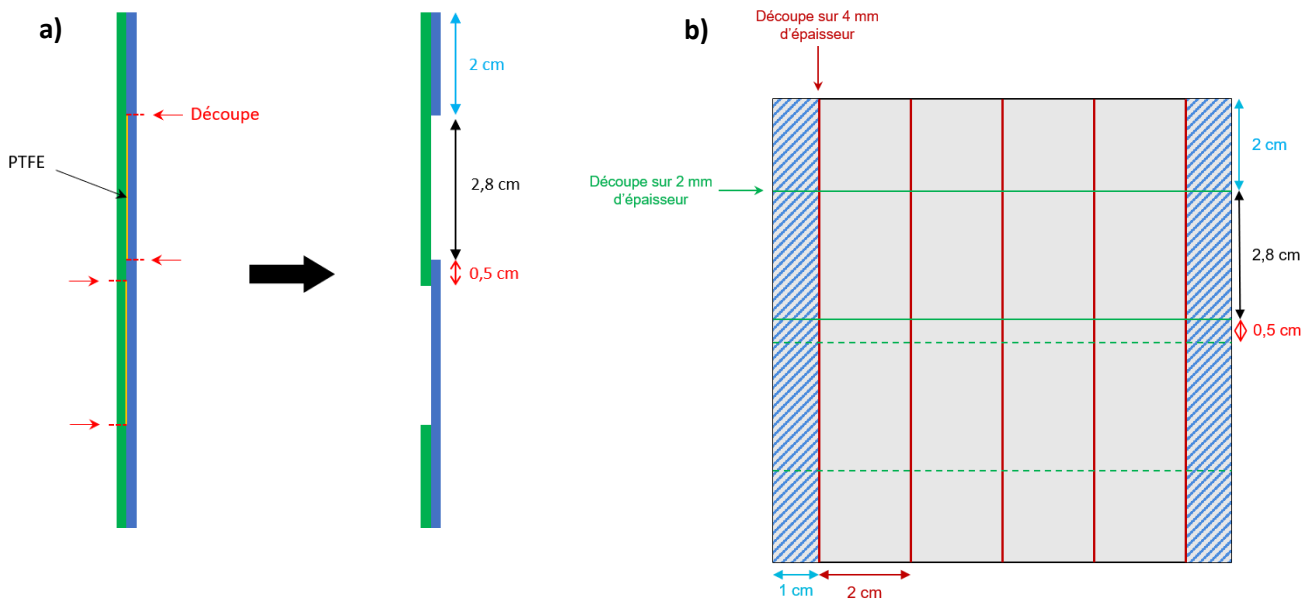 a)
2 cm
Découpe
PTFE
2,8 cm
0,5 cm
b)
Découpe sur 4 mm
d'épaisseur
2 cm
Découpe sur 2 mm
d'épaisseur
2,8 cm
0,5 cm
1 cm
2 cm